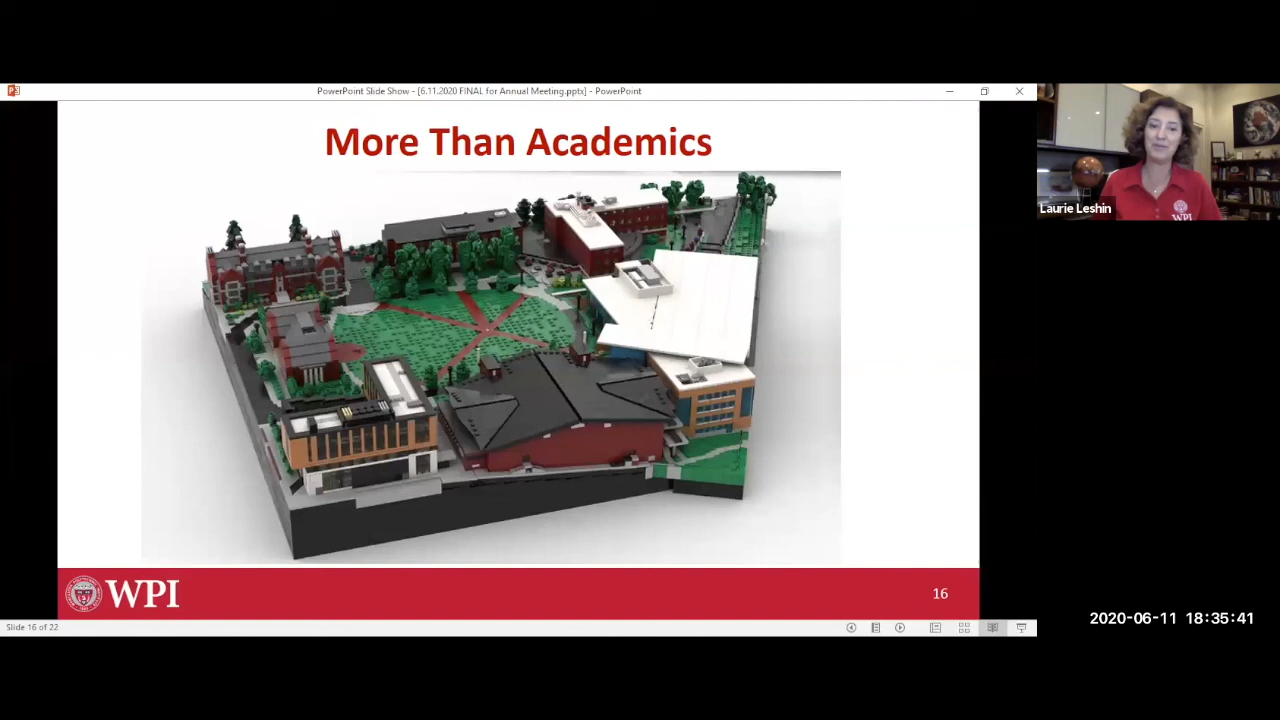 PowerPoint Slide Show - [6.11.2020 FINAL for Annual Meeting.pptx] - PowerPoint
More Than Academics
Laurie Leshin
WPI
WPI
16
Slide 16 of 22
2020-06-11 18:35:41